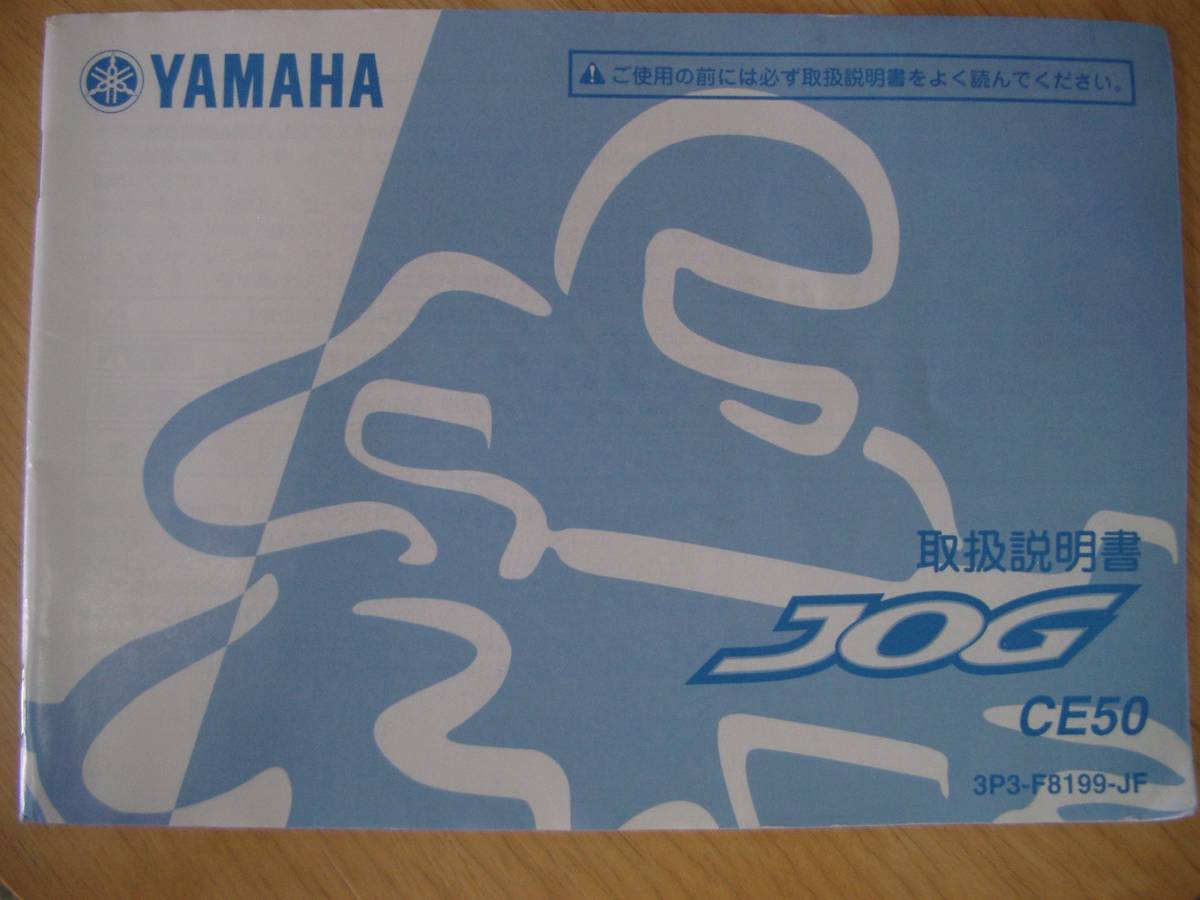 YAMAHA
ご使用の前には必ず取扱説明書をよく読んでください。
取扱説明書
JOG
CE50
3P3-F8199-JF